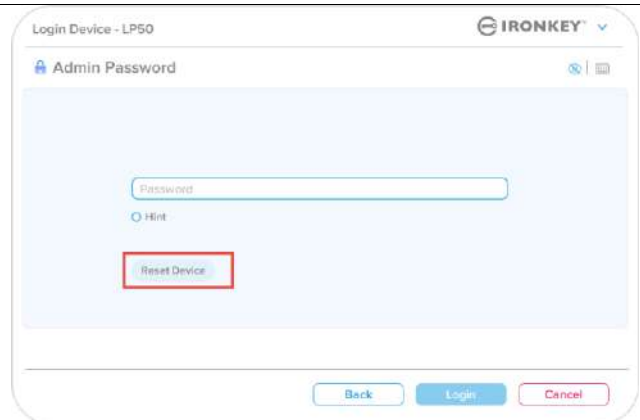 Login Device - LP50
IRONKEY
Admin Password
Password
Hint
Reset Device
Back
Login
Cancel